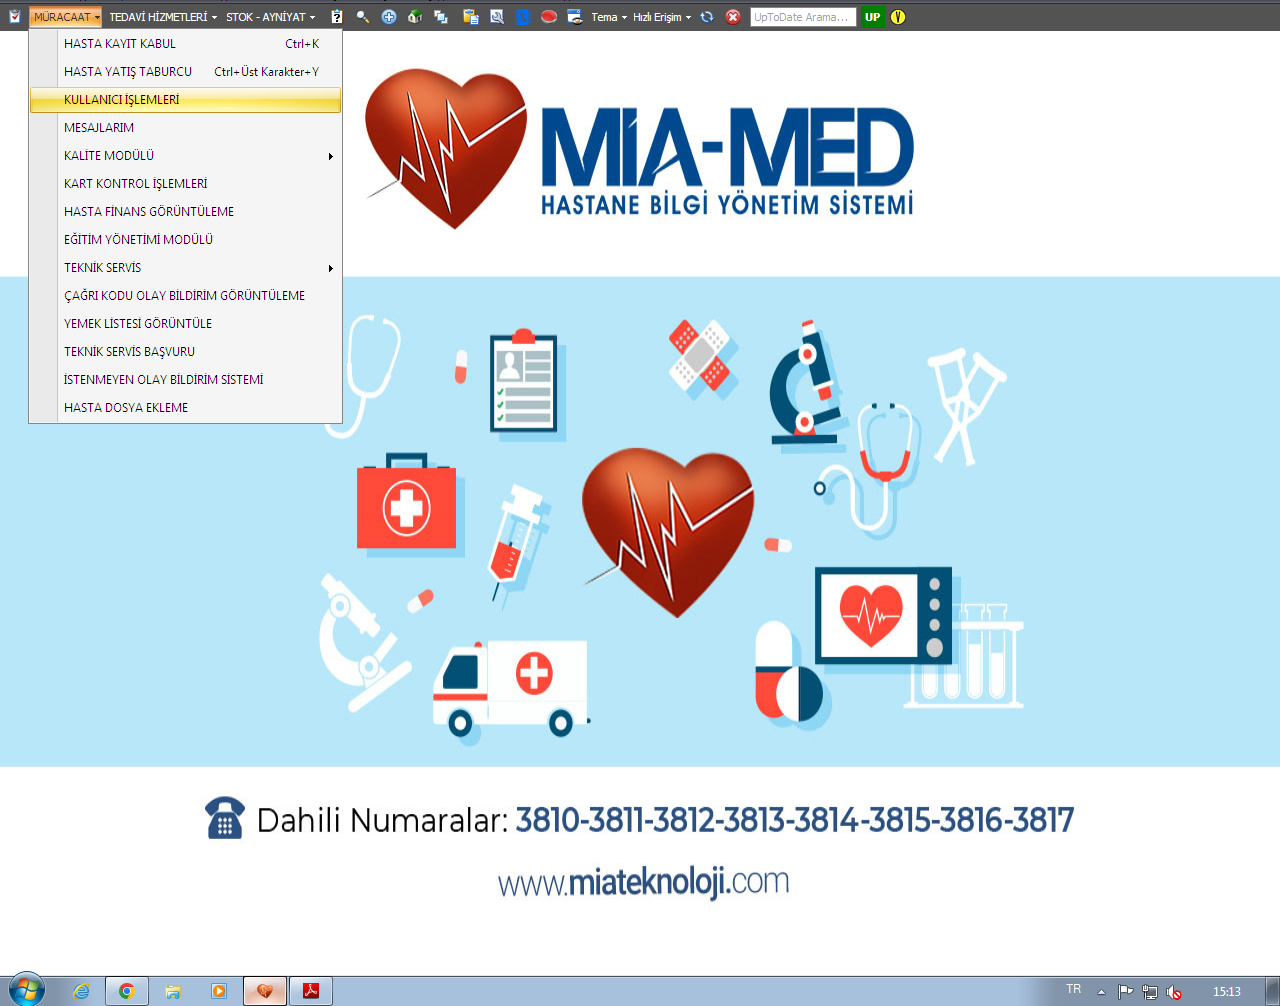 MÜRACAAT TEDAVİ HİZMETLERİ STOK - AYNİYAT Tema Hızlı Erişim UpToDate Arama... UP
HASTA KAYIT KABUL Ctrl+K
HASTA YATIŞ TABURCU Ctrl+Üst Karakter+Y
KULLANICI İŞLEMLERİ
MESAJLARIM
KALİTE MODÜLÜ
KART KONTROL İŞLEMLERİ
HASTA FİNANS GÖRÜNTÜLEME
EĞİTİM YÖNETİMİ MODÜLÜ
TEKNİK SERVİS
ÇAĞRI KODU OLAY BİLDİRİM GÖRÜNTÜLEME
YEMEK LİSTESİ GÖRÜNTÜLE
TEKNİK SERVİS BAŞVURU
İSTENMEYEN OLAY BİLDİRİM SİSTEMİ
HASTA DOSYA EKLEME
MİA-MED
HASTANE BİLGİ YÖNETİM SİSTEMİ
Dahili Numaralar: 3810-3811-3812-3813-3814-3815-3816-3817
www.miateknoloji.com
TR 15:13